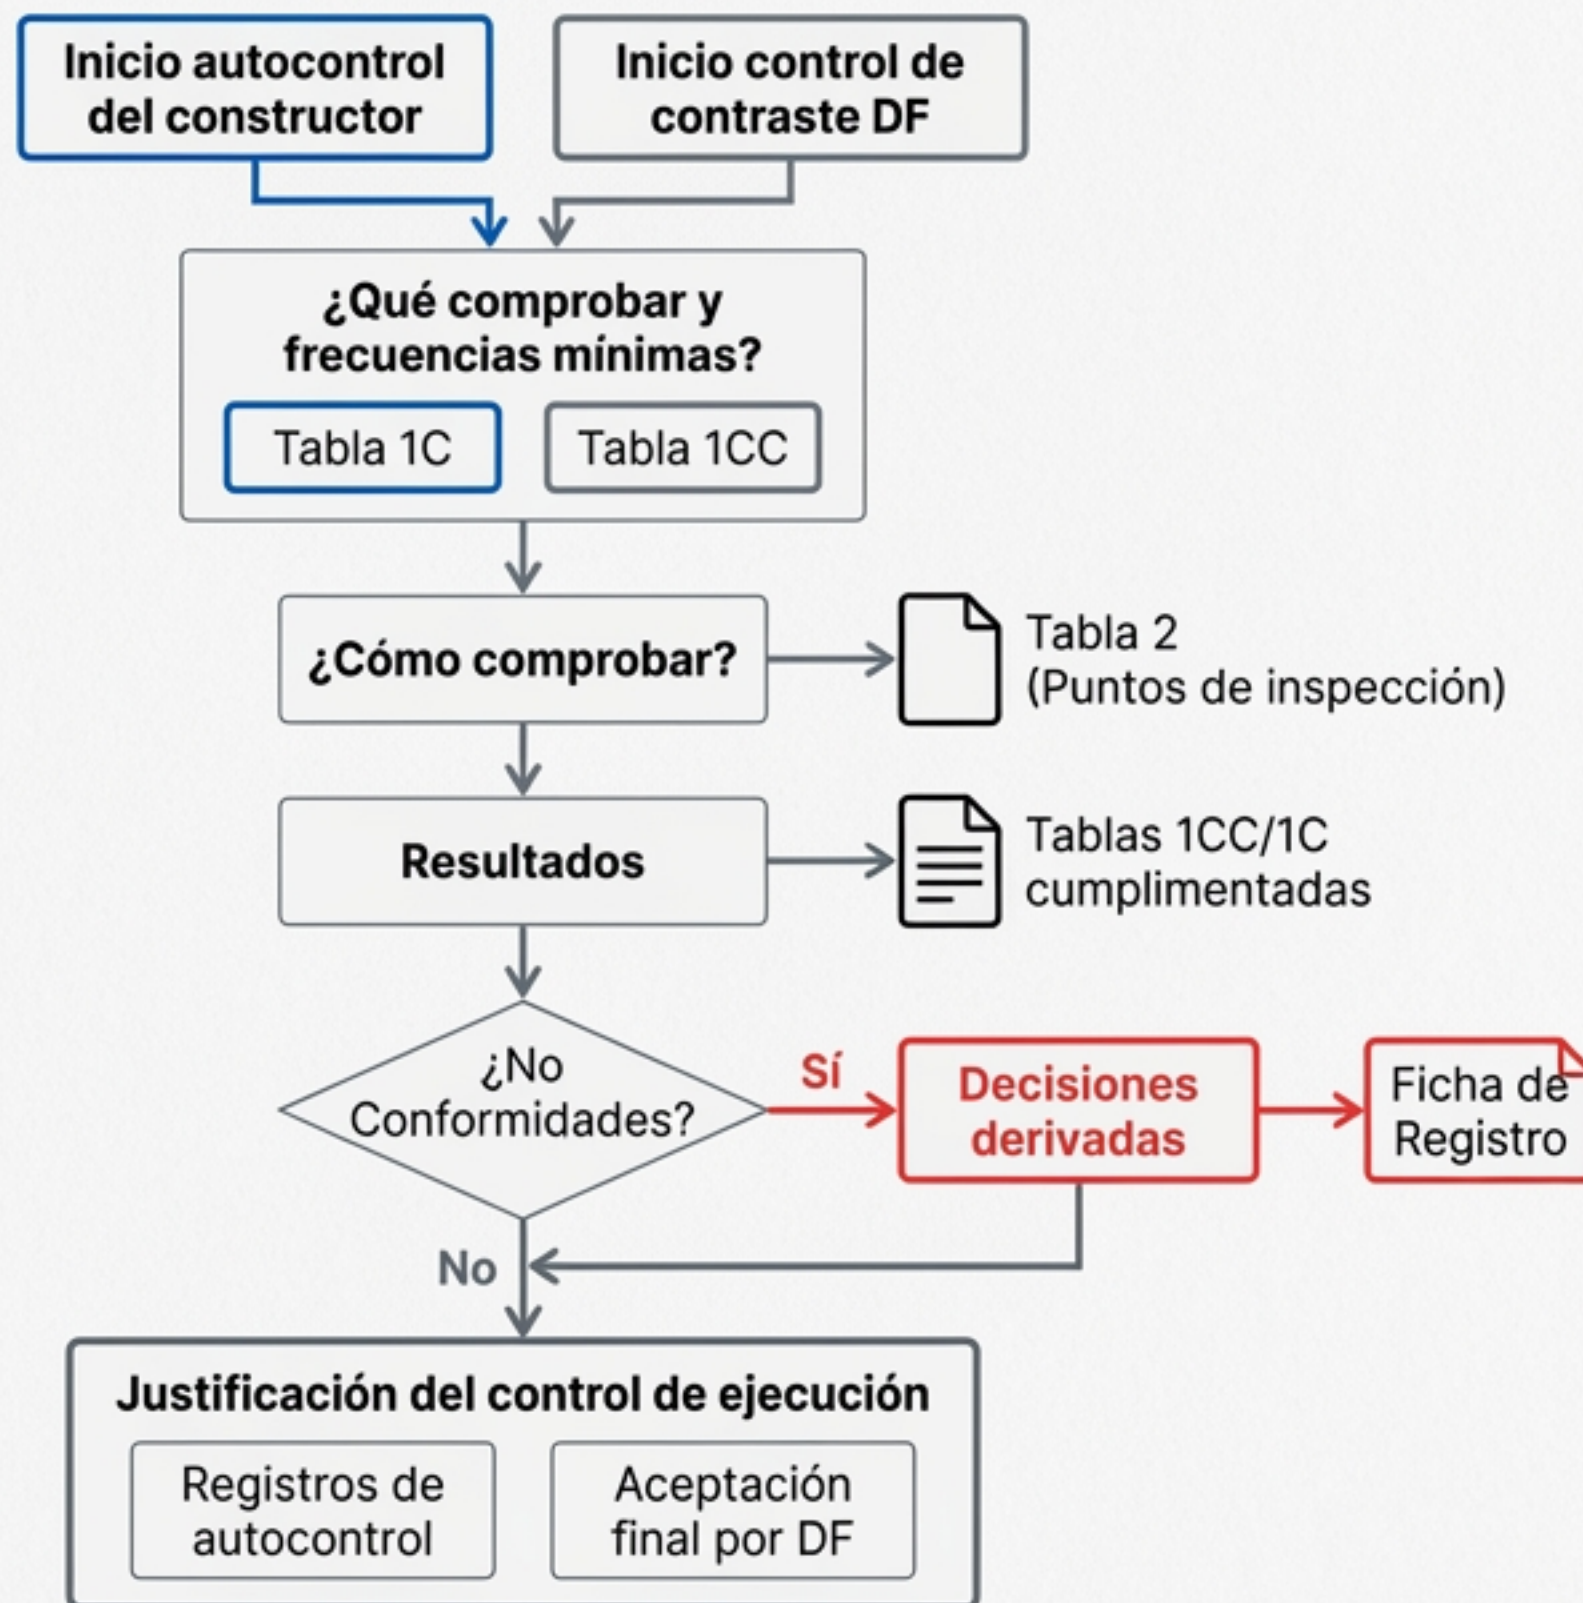 Inicio autocontrol
del constructor
Inicio control de
contraste DF
¿Qué comprobar y
frecuencias mínimas?
Tabla 1C
Tabla 1CC
¿Cómo comprobar?
Tabla 2
(Puntos de inspección)
Resultados
Tablas 1CC/1C
cumplimentadas
¿No
Conformidades?
Sí
Decisiones
derivadas
Ficha de
Registro
No
Justificación del control de ejecución
Registros de
autocontrol
Aceptación
final por DF